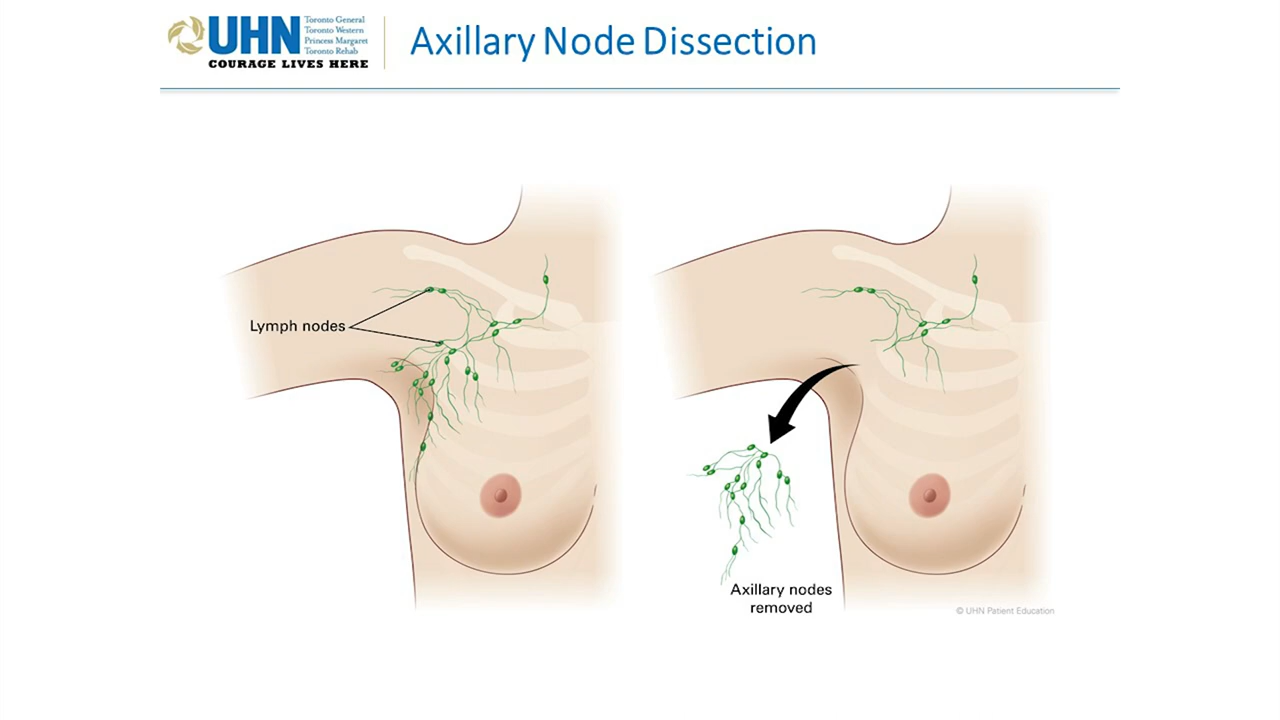 UHN
Toronto General
Toronto Western
Princess Margaret
Toronto Rehab
COURAGE LIVES HERE
Axillary Node Dissection
Lymph nodes
Axillary nodes
removed
© UHN Patient Education